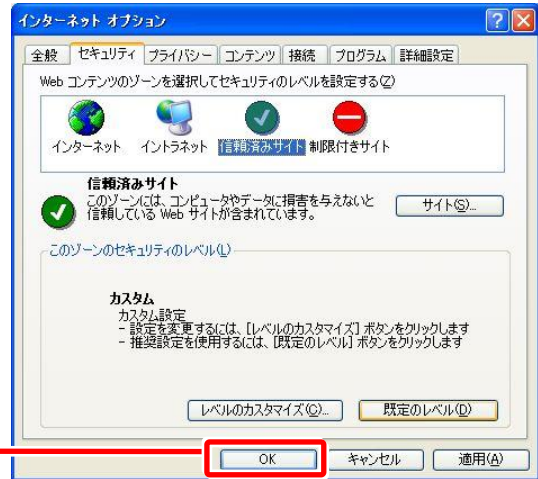 インターネット オプション
全般 セキュリティ プライバシー コンテンツ 接続 プログラム 詳細設定
Web コンテンツのゾーンを選択してセキュリティのレベルを設定する(Z)
インターネット イントラネット 信頼済みサイト 制限付きサイト
信頼済みサイト
このゾーンには、コンピュータやデータに損害を与えないと
信頼している Web サイトが含まれています。
サイト(S)...
このゾーンのセキュリティのレベル(L)
カスタム
カスタム設定
- 設定を変更するには、[レベルのカスタマイズ] ボタンをクリックします
- 推奨設定を使用するには、[既定のレベル] ボタンをクリックします
レベルのカスタマイズ(C)... 既定のレベル(D)
OK キャンセル 適用(A)